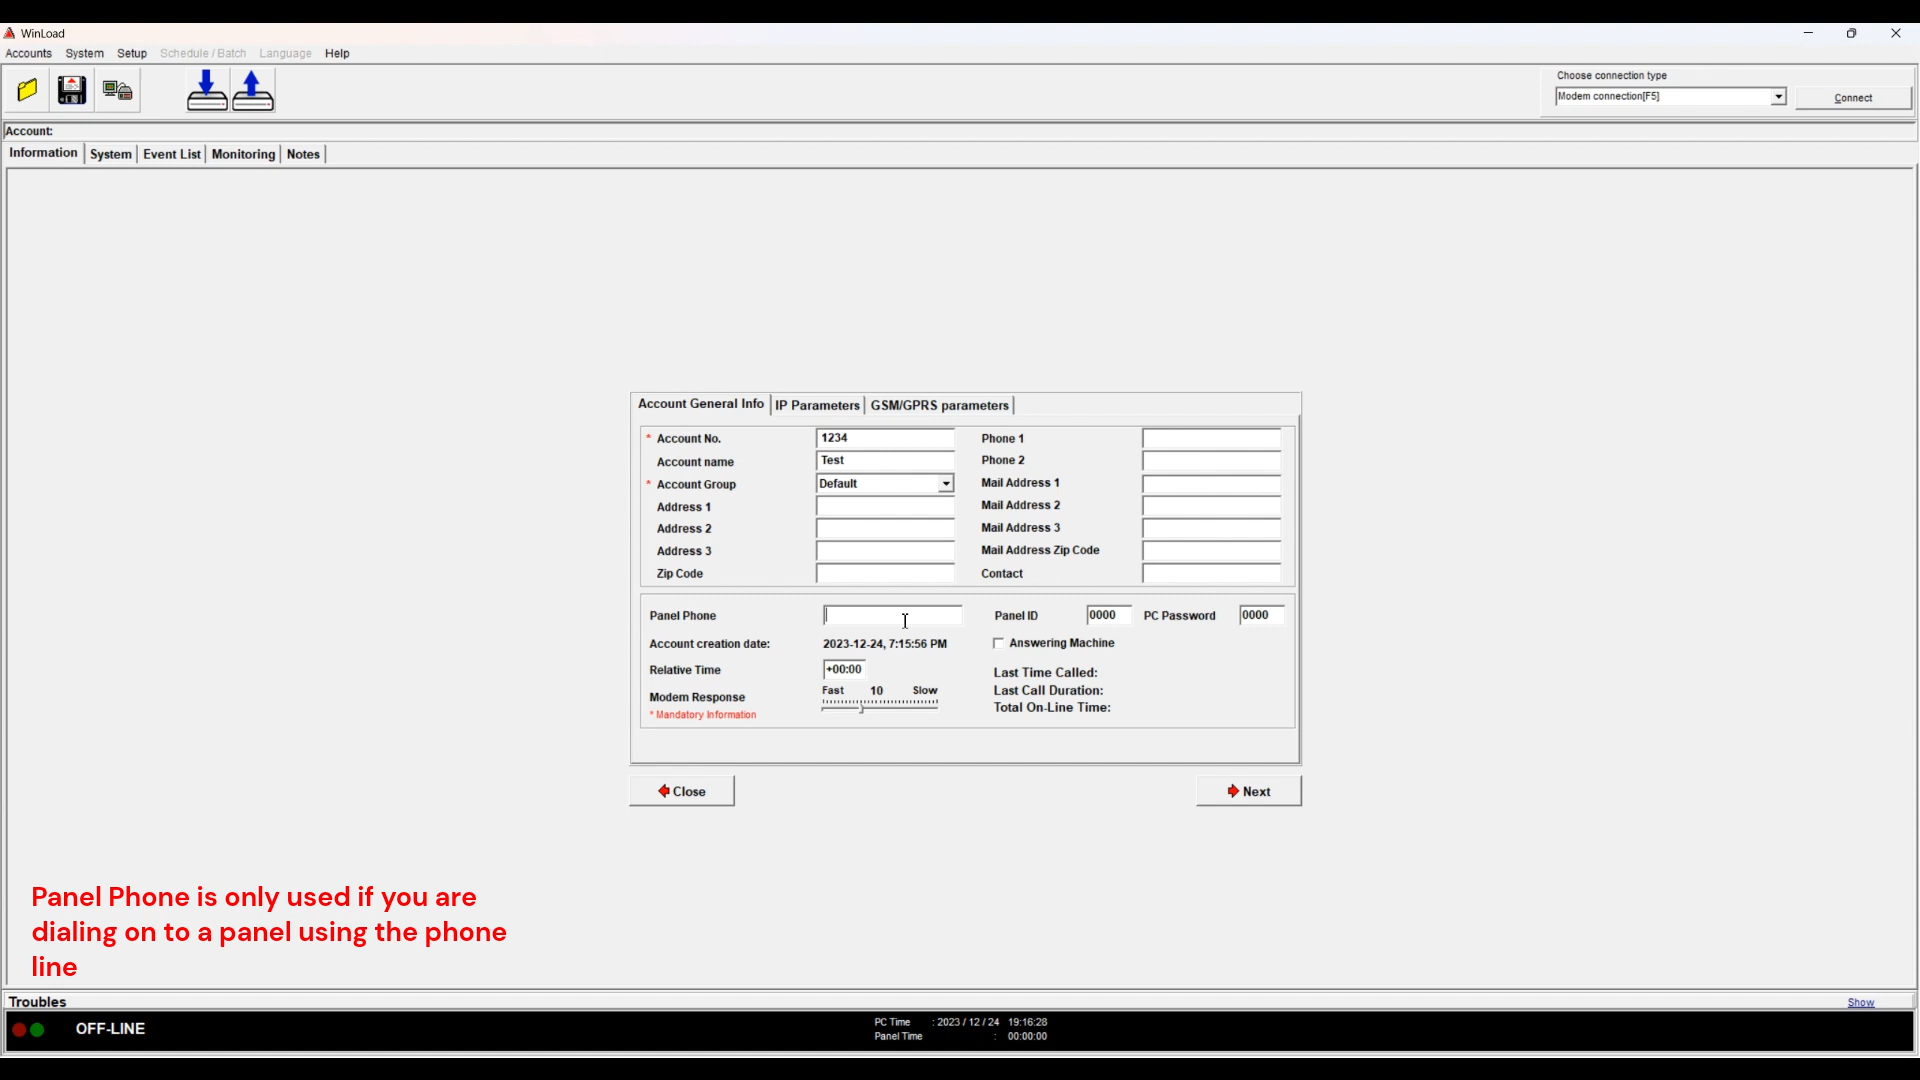 WinLoad
Accounts System Setup Schedule / Batch Language Help
Choose connection type
Modem connection[F5]
Connect
Account:
Information System Event List Monitoring Notes
Account General Info IP Parameters GSM/GPRS parameters
* Account No. 1234 Phone 1
Account name Test Phone 2
* Account Group Default Mail Address 1
Address 1 Mail Address 2
Address 2 Mail Address 3
Address 3 Mail Address Zip Code
Zip Code Contact
Panel Phone Panel ID 0000 PC Password 0000
Account creation date: 2023-12-24, 7:15:56 PM Answering Machine
Relative Time +00:00 Last Time Called:
Modem Response Fast 10 Slow Last Call Duration:
* Mandatory Information Total On-Line Time:
Close Next
Panel Phone is only used if you are
dialing on to a panel using the phone
line
Troubles Show
OFF-LINE
PC Time : 2023 / 12 / 24 19:16:28
Panel Time : 00:00:00